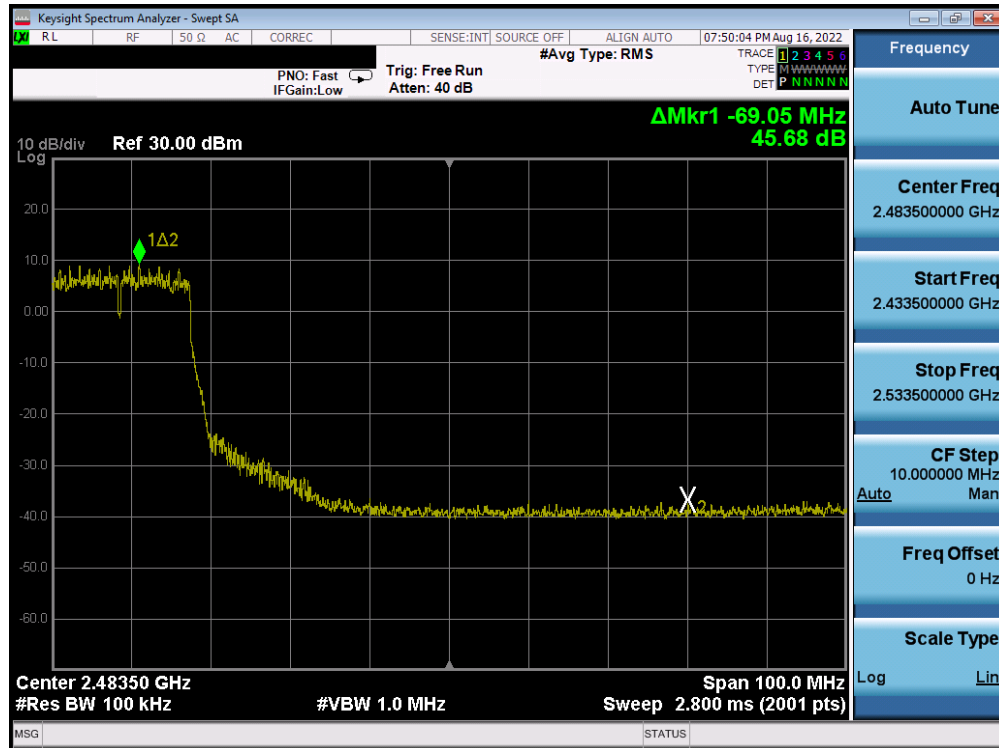 Keysight Spectrum Analyzer - Swept SA
LXI RL RF 50 Ω AC CORREC SENSE:INT SOURCE OFF ALIGN AUTO 07:50:04 PM Aug 16, 2022
#Avg Type: RMS
TRACE 1 2 3 4 5 6
TYPE M W W W W W
DET P N N N N N
PNO: Fast
IFGain:Low
Trig: Free Run
Atten: 40 dB
ΔMkr1 -69.05 MHz
45.68 dB
10 dB/div Ref 30.00 dBm
Log
20.0
10.0
0.00
-10.0
-20.0
-30.0
-40.0
-50.0
-60.0
1Δ2
2
Center 2.48350 GHz Span 100.0 MHz
#Res BW 100 kHz #VBW 1.0 MHz Sweep 2.800 ms (2001 pts)
MSG STATUS
Frequency
Auto Tune
Center Freq
2.483500000 GHz
Start Freq
2.433500000 GHz
Stop Freq
2.533500000 GHz
CF Step
10.000000 MHz
Auto Man
Freq Offset
0 Hz
Scale Type
Log Lin